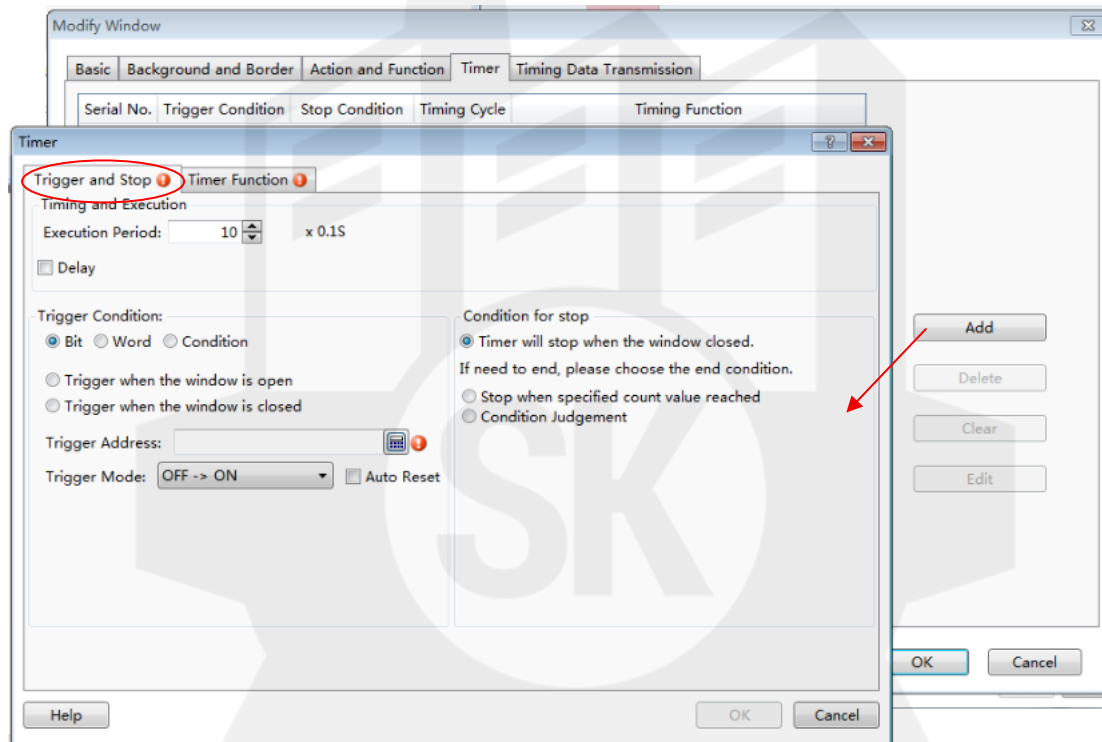 Modify Window
Basic Background and Border Action and Function Timer Timing Data Transmission
Serial No. Trigger Condition Stop Condition Timing Cycle Timing Function
Timer
Trigger and Stop Timer Function
Timing and Execution
Execution Period: 10 x 0.1S
Delay
Trigger Condition:
Bit Word Condition
Trigger when the window is open
Trigger when the window is closed
Trigger Address:
Trigger Mode: OFF -> ON Auto Reset
Condition for stop
Timer will stop when the window closed.
If need to end, please choose the end condition.
Stop when specified count value reached
Condition Judgement
Add
Delete
Clear
Edit
OK Cancel
Help OK Cancel
SK